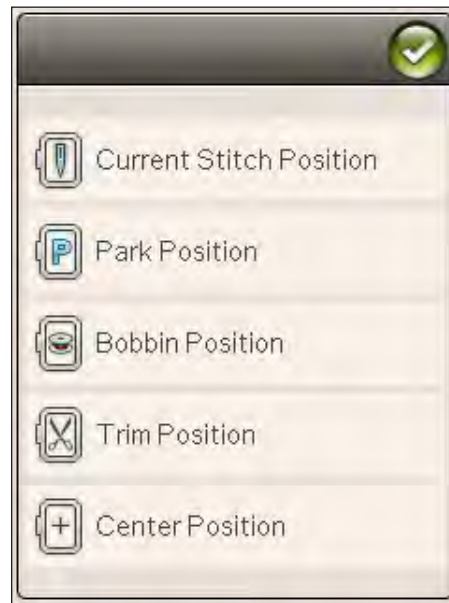 Current Stitch Position
P Park Position
Bobbin Position
Trim Position
Center Position